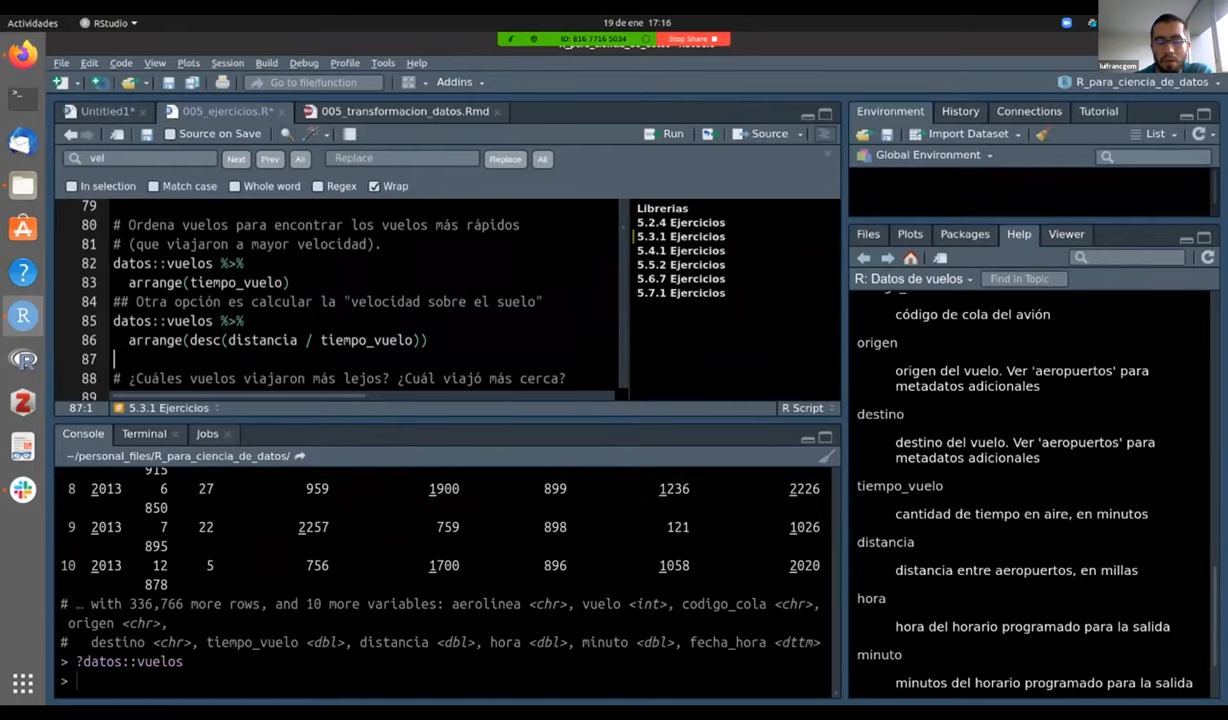 Actividades
RStudio
19 de ene 17:16
ID: 816 7716 5034
Stop Share
lufrancgom
File Edit Code View Plots Session Build Debug Profile Tools Help
Go to file/function
Addins
R_para_ciencia_de_datos
Untitled1*
005_ejercicios.R*
005_transformacion_datos.Rmd
Source on Save
Run
Source
vel
Next
Prev
All
Replace
Replace
All
In selection
Match case
Whole word
Regex
Wrap
79
80 # Ordena vuelos para encontrar los vuelos más rápidos
81 # (que viajaron a mayor velocidad).
82 datos::vuelos %>%
83 arrange(tiempo_vuelo)
84 ## Otra opción es calcular la "velocidad sobre el suelo"
85 datos::vuelos %>%
86 arrange(desc(distancia / tiempo_vuelo))
87
88 # ¿Cuáles vuelos viajaron más lejos? ¿Cuál viajó más cerca?
89
87:1
5.3.1 Ejercicios
R Script
Librerias
5.2.4 Ejercicios
5.3.1 Ejercicios
5.4.1 Ejercicios
5.5.2 Ejercicios
5.6.7 Ejercicios
5.7.1 Ejercicios
Console Terminal Jobs
~/personal_files/R_para_ciencia_de_datos/
915
8 2013 6 27 959 1900 899 1236 2226
850
9 2013 7 22 2257 759 898 121 1026
895
10 2013 12 5 756 1700 896 1058 2020
878
# … with 336,766 more rows, and 10 more variables: aerolinea <chr>, vuelo <int>, codigo_cola <chr>,
origen <chr>,
# destino <chr>, tiempo_vuelo <dbl>, distancia <dbl>, hora <dbl>, minuto <dbl>, fecha_hora <dttm>
> ?datos::vuelos
>
Environment History Connections Tutorial
Import Dataset
List
Global Environment
Files Plots Packages Help Viewer
R: Datos de vuelos
Find in Topic
código de cola del avión
origen
origen del vuelo. Ver 'aeropuertos' para
metadatos adicionales
destino
destino del vuelo. Ver 'aeropuertos' para
metadatos adicionales
tiempo_vuelo
cantidad de tiempo en aire, en minutos
distancia
distancia entre aeropuertos, en millas
hora
hora del horario programado para la salida
minuto
minutos del horario programado para la salida